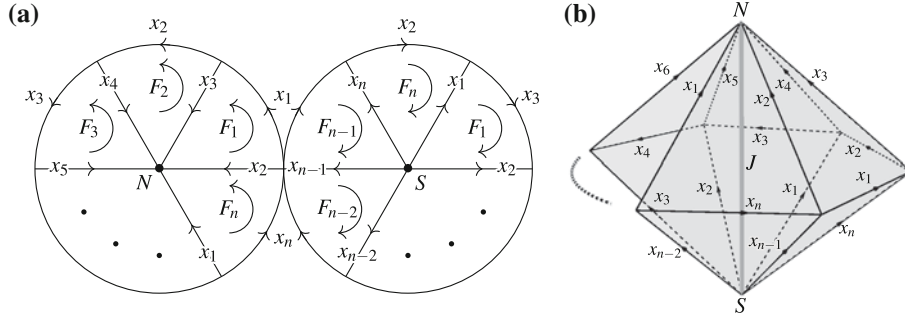 (a)
x₂ x₂
x₃ x₄ F₂ x₃ x₁ xₙ Fₙ x₁ x₃
F₃ F₁ Fₙ₋₁ F₁
x₅ N x₂ xₙ₋₁ S x₂
Fₙ Fₙ₋₂
x₁ xₙ xₙ₋₂
(b)
N
x₆ x₁ x₅ x₂ x₄ x₃
x₄ x₃ x₂
J
x₃ x₂ x₁ x₁
xₙ
xₙ₋₂ xₙ₋₁ xₙ
S